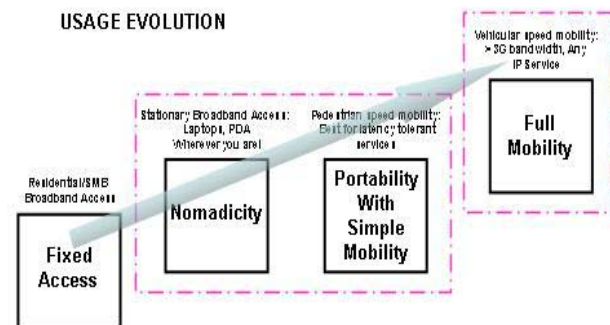 USAGE EVOLUTION
Vehicular speed mobility:
> 3G bandwidth, Any
IP Service
Full
Mobility
Stationary Broadband Access:
Laptops, PDA
Wherever you are!
Nomadicity
Pedestrian speed mobility:
Best for latency tolerant
services
Portability
With
Simple
Mobility
Residential/SMB
Broadband Access
Fixed
Access